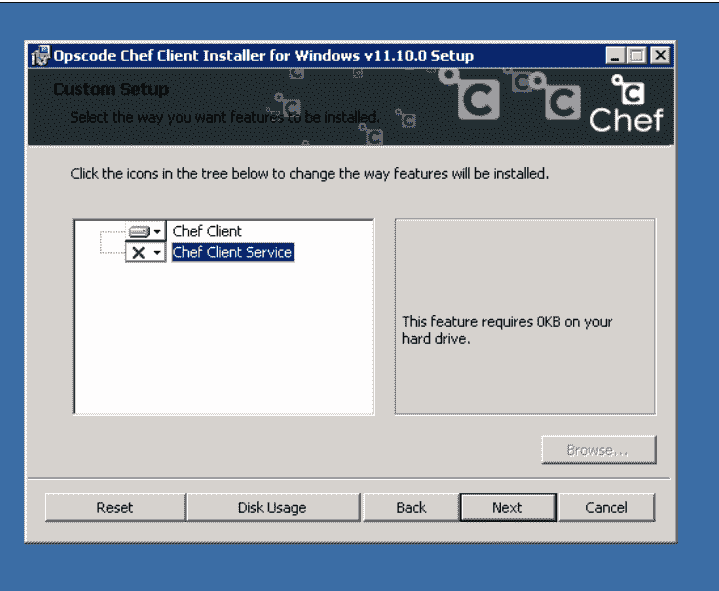 Opscode Chef Client Installer for Windows v11.10.0 Setup
Custom Setup
Select the way you want features to be installed.
Chef
Click the icons in the tree below to change the way features will be installed.
Chef Client
Chef Client Service
This feature requires 0KB on your
hard drive.
Browse...
Reset Disk Usage Back Next Cancel